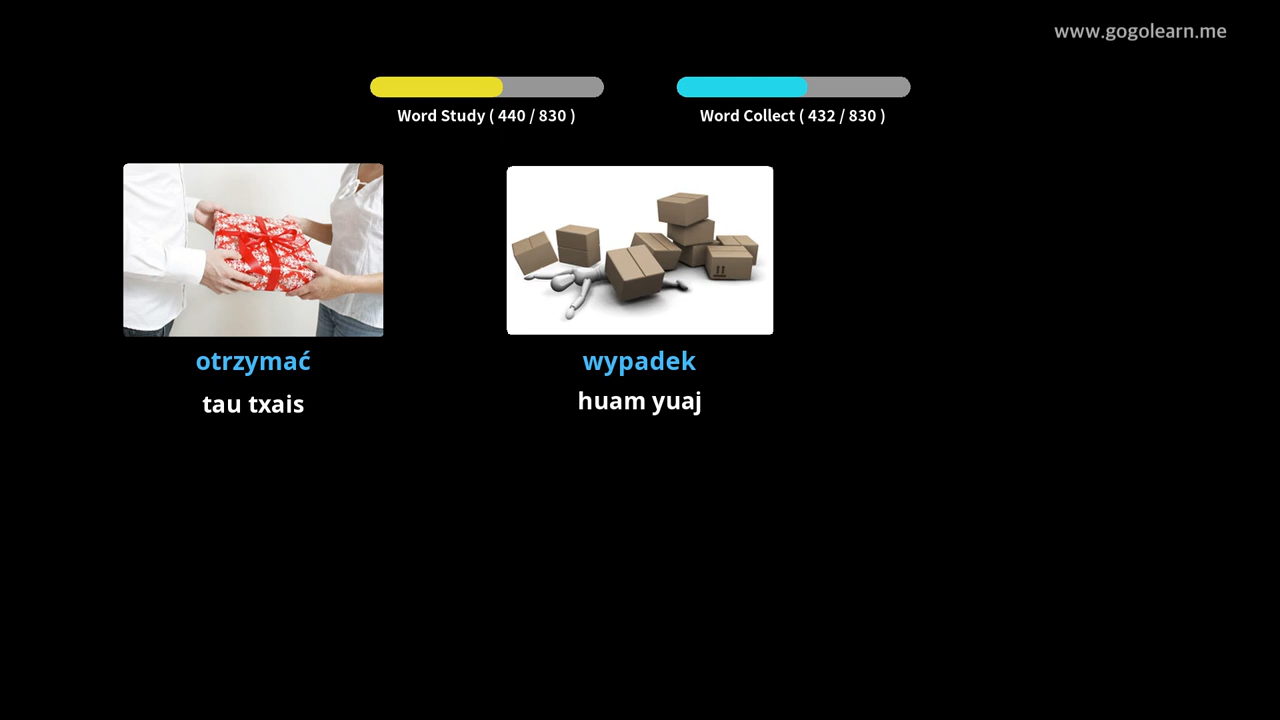 www.gogolearn.me
Word Study ( 440 / 830 )
Word Collect ( 432 / 830 )
otrzymać
tau txais
wypadek
huam yuaj